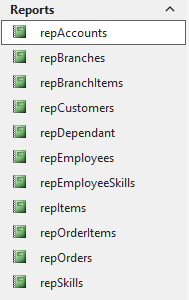 Reports
repAccounts
repBranches
repBranchItems
repCustomers
repDependant
repEmployees
repEmployeeSkills
repItems
repOrderItems
repOrders
repSkills